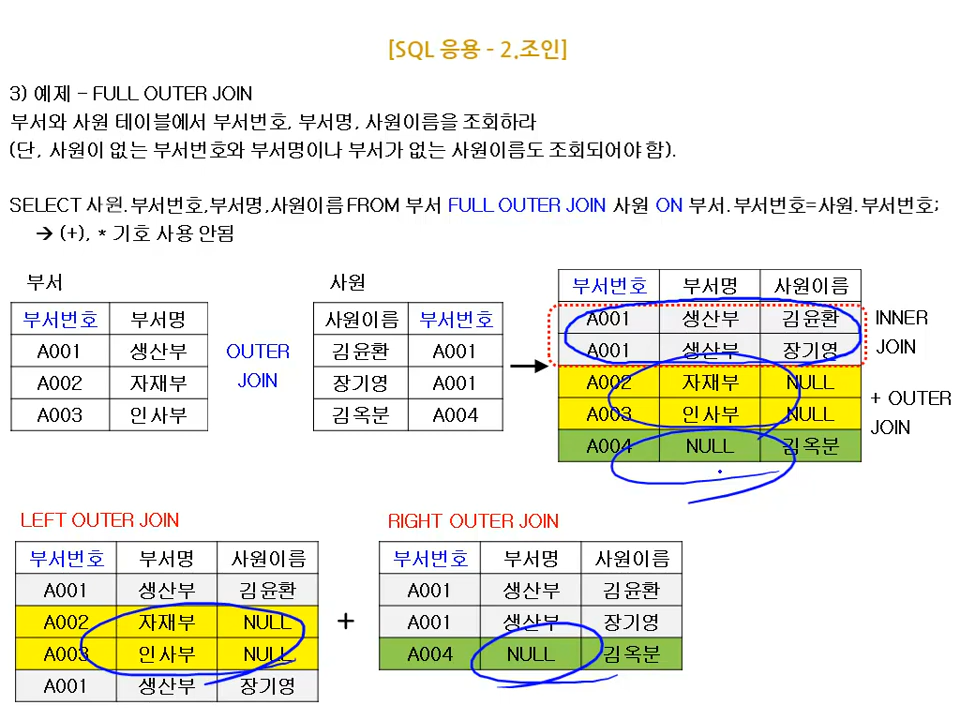 [SQL 응용 - 2.조인]
3) 예제 - FULL OUTER JOIN
부서와 사원 테이블에서 부서번호, 부서명, 사원이름을 조회하라
(단, 사원이 없는 부서번호와 부서명이나 부서가 없는 사원이름도 조회되어야 함).
SELECT 사원.부서번호,부서명,사원이름 FROM 부서 FULL OUTER JOIN 사원 ON 부서.부서번호=사원.부서번호;
→ (+), * 기호 사용 안됨
부서
부서번호 부서명
A001 생산부
A002 자재부
A003 인사부
OUTER
JOIN
사원
사원이름 부서번호
김윤환 A001
장기영 A001
김옥분 A004
부서번호 부서명 사원이름
A001 생산부 김윤환
A001 생산부 장기영
A002 자재부 NULL
A003 인사부 NULL
A004 NULL 김옥분
INNER
JOIN
+ OUTER
JOIN
LEFT OUTER JOIN
부서번호 부서명 사원이름
A001 생산부 김윤환
A002 자재부 NULL
A003 인사부 NULL
A001 생산부 장기영
+
RIGHT OUTER JOIN
부서번호 부서명 사원이름
A001 생산부 김윤환
A001 생산부 장기영
A004 NULL 김옥분